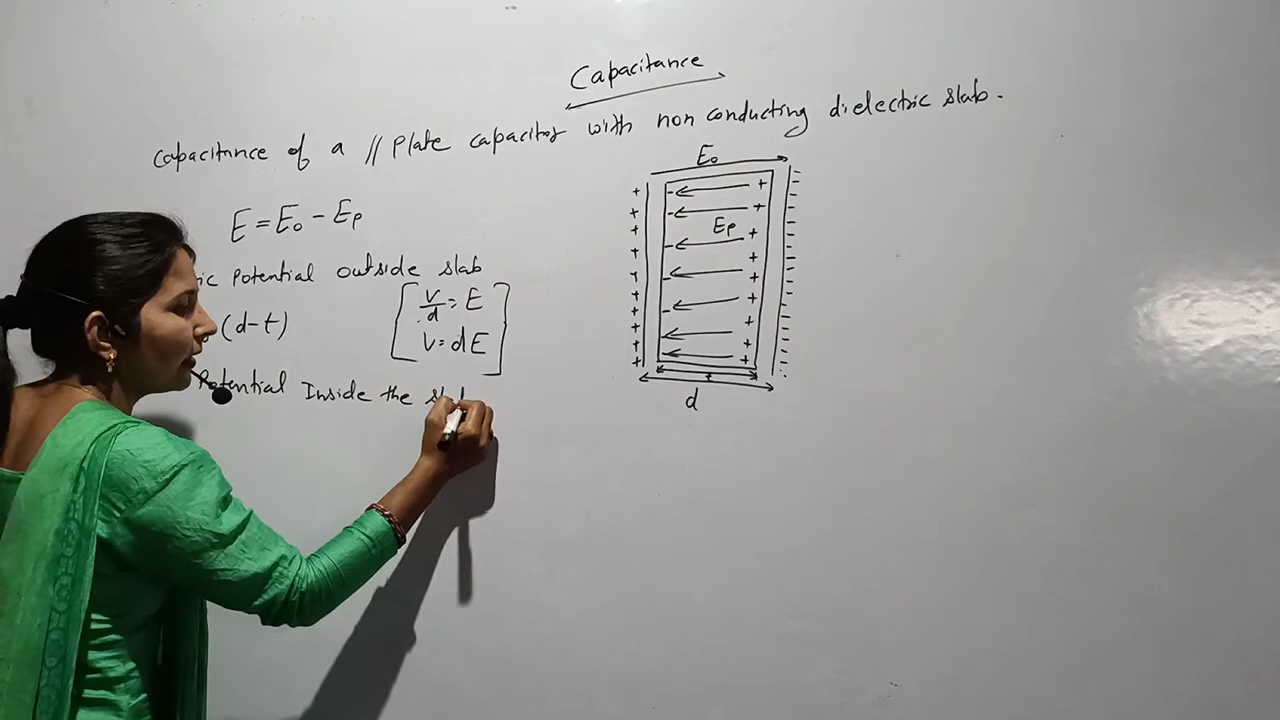 Capacitance
Capacitance of a // Plate capacitor with non conducting dielectric slab.
E = E₀ - Ep
ic Potential outside slab
(d-t)
V/d = E
V = dE
Potential Inside the
E₀
Ep
d